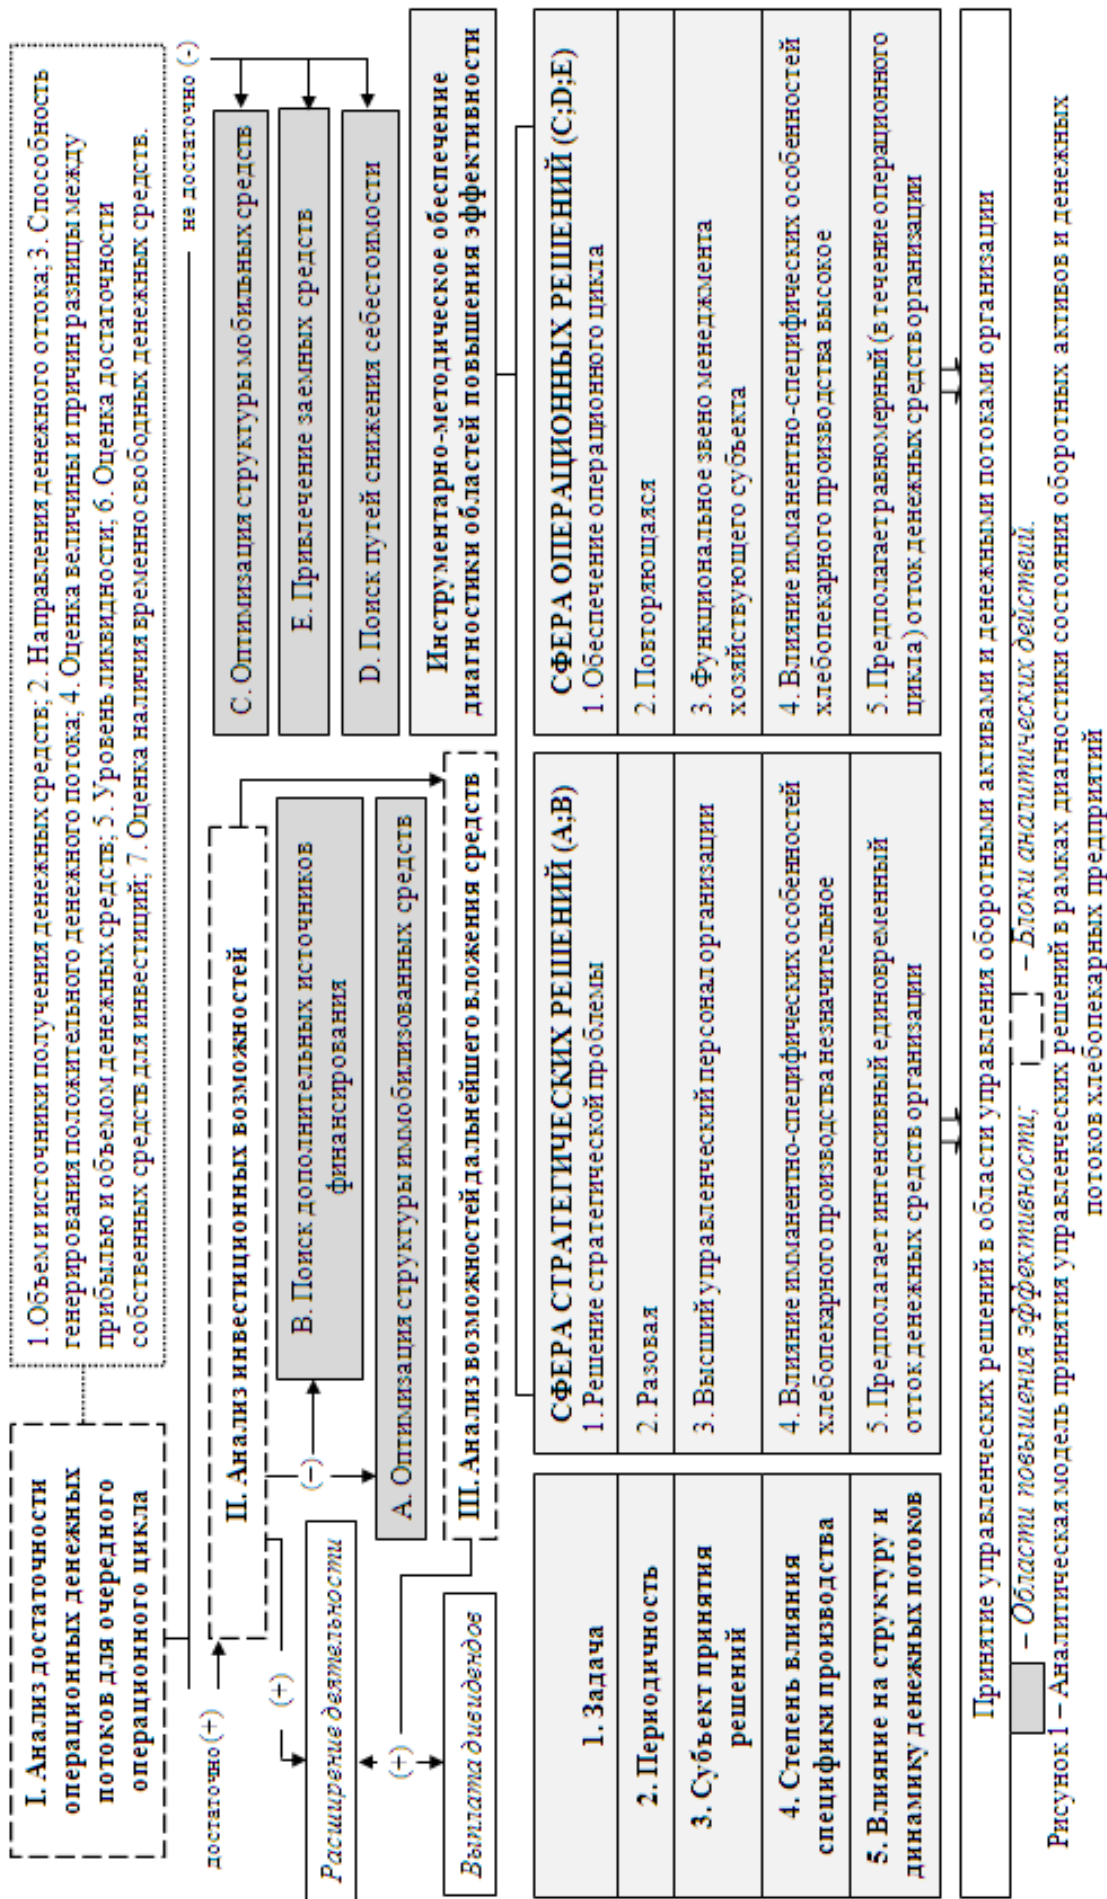 I. Анализ достаточности
операционных денежных
потоков для очередного
операционного цикла
1.Объем и источники получения денежных средств; 2. Направления денежного оттока; 3. Способность
генерирования положительного денежного потока; 4. Оценка величины и причин разницы между
прибылью и объемом денежных средств; 5. Уровень ликвидности; 6. Оценка достаточности
собственных средств для инвестиций; 7. Оценка наличия временно свободных денежных средств.
достаточно (+)
не достаточно (-)
II. Анализ инвестиционных возможностей
(+)
(-)
Расширение деятельности
B. Поиск дополнительных источников
финансирования
A. Оптимизация структуры иммобилизованных средств
(+)
Выплата дивидендов
III. Анализ возможностей дальнейшего вложения средств
C. Оптимизация структуры мобильных средств
E. Привлечение заемных средств
D. Поиск путей снижения себестоимости
Инструментарно-методическое обеспечение
диагностики областей повышения эффективности
1. Задача
2. Периодичность
3. Субъект принятия
решений
4. Степень влияния
специфики производства
5. Влияние на структуру и
динамику денежных потоков
СФЕРА СТРАТЕГИЧЕСКИХ РЕШЕНИЙ (A;B)
1. Решение стратегической проблемы
2. Разовая
3. Высший управленческий персонал организации
4. Влияние имманентно-специфических особенностей
хлебопекарного производства незначительное
5. Предполагает интенсивный единовременный
отток денежных средств организации
СФЕРА ОПЕРАЦИОННЫХ РЕШЕНИЙ (C;D;E)
1. Обеспечение операционного цикла
2. Повторяющаяся
3. Функциональное звено менеджмента
хозяйствующего субъекта
4. Влияние имманентно-специфических особенностей
хлебопекарного производства высокое
5. Предполагает равномерный (в течение операционного
цикла) отток денежных средств организации
Принятие управленческих решений в области управления оборотными активами и денежными потоками организации
– Области повышения эффективности;
– Блоки аналитических действий.
Рисунок 1 – Аналитическая модель принятия управленческих решений в рамках диагностики состояния оборотных активов и денежных
потоков хлебопекарных предприятий